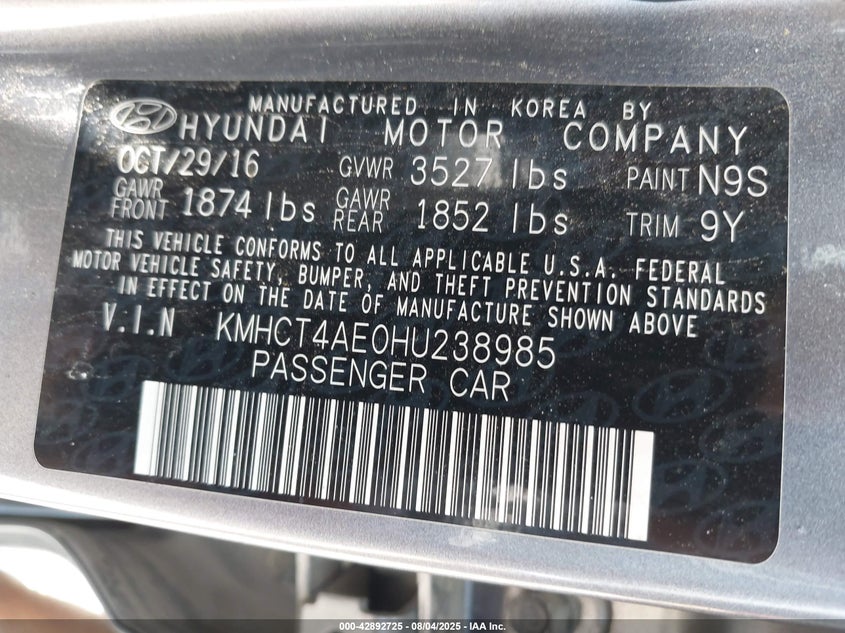 MANUFACTURED IN KOREA BY
HYUNDAI MOTOR COMPANY
OCT/29/16 GVWR 3527 lbs PAINT N9S
GAWR FRONT 1874 lbs GAWR REAR 1852 lbs TRIM 9Y
THIS VEHICLE CONFORMS TO ALL APPLICABLE U.S.A. FEDERAL
MOTOR VEHICLE SAFETY, BUMPER, AND THEFT PREVENTION STANDARDS
IN EFFECT ON THE DATE OF MANUFACTURE SHOWN ABOVE
V.I.N KMHCT4AE0HU238985
PASSENGER CAR
000-42892725 - 08/04/2025 - IAA Inc.